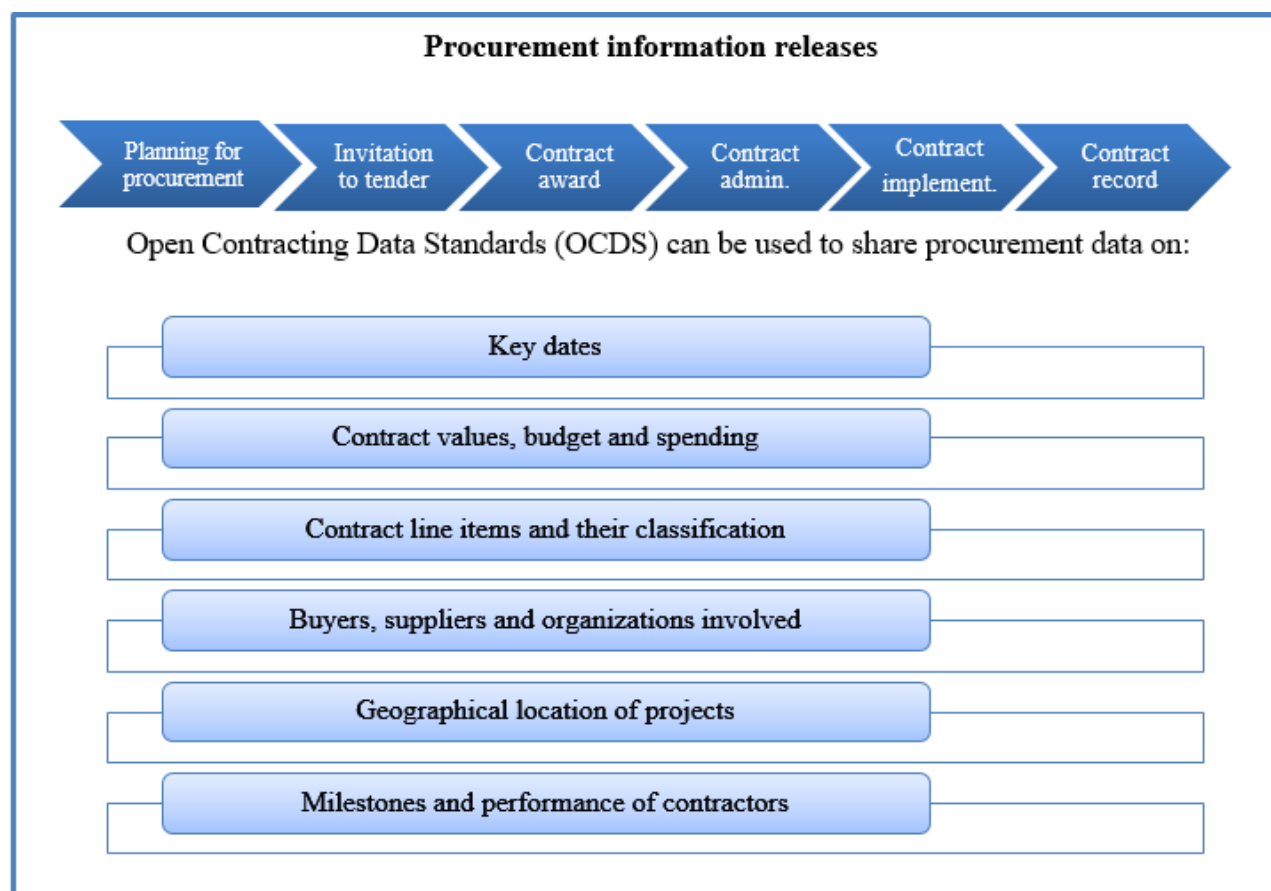 Procurement information releases
Planning for
procurement
Invitation
to tender
Contract
award
Contract
admin.
Contract
implement.
Contract
record
Open Contracting Data Standards (OCDS) can be used to share procurement data on:
Key dates
Contract values, budget and spending
Contract line items and their classification
Buyers, suppliers and organizations involved
Geographical location of projects
Milestones and performance of contractors